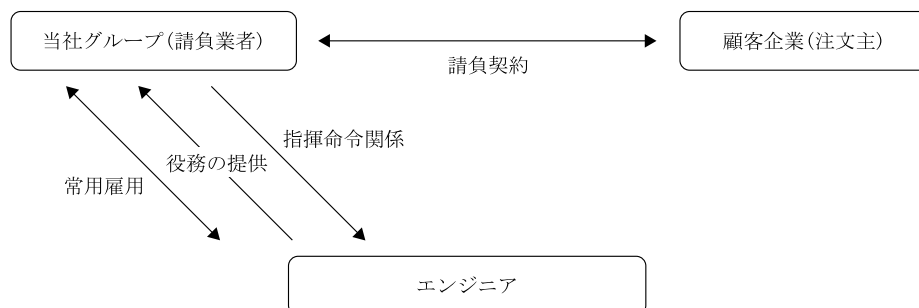 当社グループ(請負業者)
顧客企業(注文主)
請負契約
指揮命令関係
役務の提供
常用雇用
エンジニア